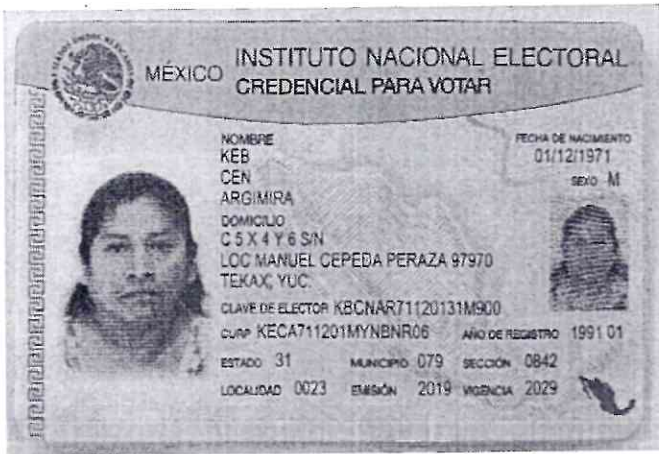 MÉXICO INSTITUTO NACIONAL ELECTORAL
CREDENCIAL PARA VOTAR
NOMBRE
KEB
CEN
ARGIMIRA
FECHA DE NACIMIENTO
01/12/1971
SEXO M
DOMICILIO
C 5 X 4 Y 6 S/N
LOC MANUEL CEPEDA PERAZA 97970
TEKAX, YUC.
CLAVE DE ELECTOR KBCNAR71120131M900
CURP KECA711201MYNBNR06 AÑO DE REGISTRO 1991 01
ESTADO 31 MUNICIPIO 079 SECCIÓN 0842
LOCALIDAD 0023 EMISIÓN 2019 VIGENCIA 2029